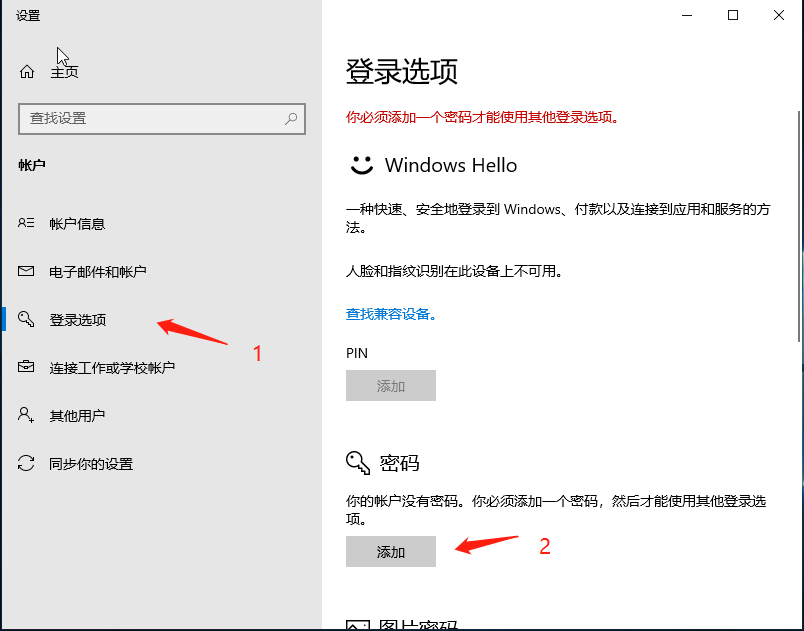 设置
主页
查找设置
帐户
帐户信息
电子邮件和帐户
登录选项
1
连接工作或学校帐户
其他用户
同步你的设置
登录选项
你必须添加一个密码才能使用其他登录选项。
Windows Hello
一种快速、安全地登录到 Windows、付款以及连接到应用和服务的方
法。
人脸和指纹识别在此设备上不可用。
查找兼容设备。
PIN
添加
密码
你的帐户没有密码。你必须添加一个密码，然后才能使用其他登录选
项。
添加
2
图片密码